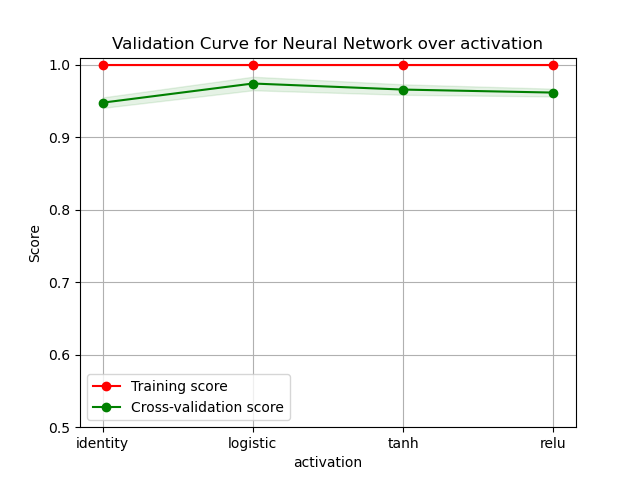 Validation Curve for Neural Network over activation
1.0
0.9
0.8
0.7
0.6
0.5
Score
Training score
Cross-validation score
identity logistic tanh relu
activation